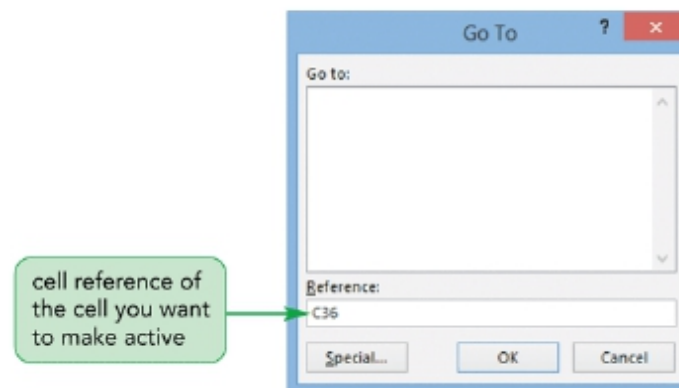 Go To
?
×
Go to:
cell reference of
the cell you want
to make active
Reference:
C36
Special...
OK
Cancel